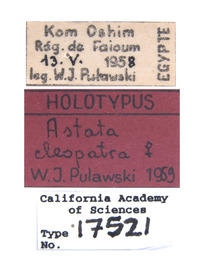 Kom Oshim
Rég. de Faioum
13. V. 1958
leg. W. J. Pulawski
EGYPTE
HOLOTYPUS
Astata
cleopatra ♀
W. J. Pulawski 1959
California Academy
of Sciences
Type
No. 17521